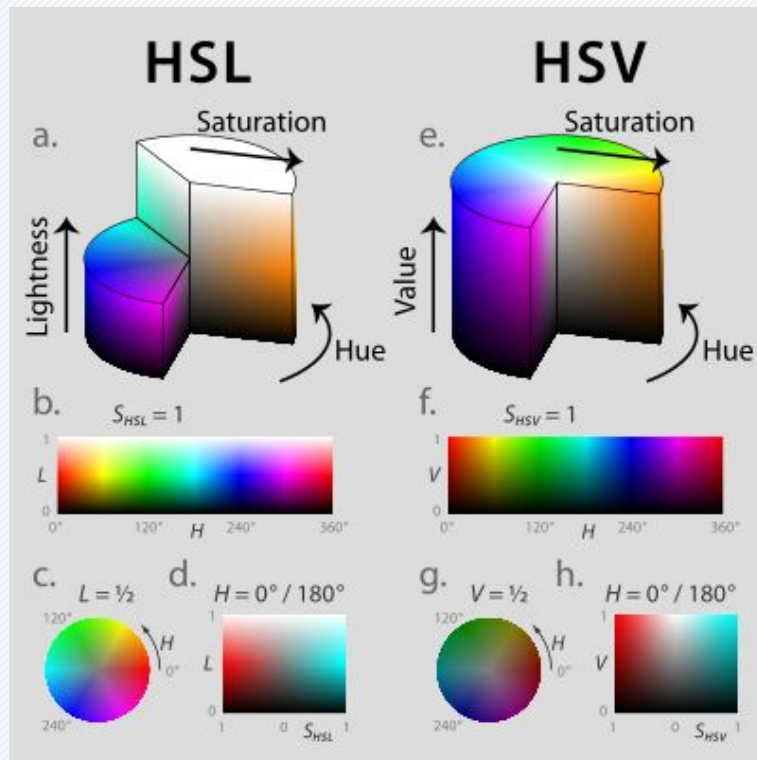 HSL
HSV
a.
Saturation
Lightness
Hue
e.
Saturation
Value
Hue
b.
S_HSL = 1
1
L
0
0° 120° 240° 360°
H
f.
S_HSV = 1
1
V
0
0° 120° 240° 360°
H
c.
L = ½
120°
H
0°
240°
d.
H = 0° / 180°
1
L
0
1 0 1
S_HSL
g.
V = ½
120°
H
0°
240°
h.
H = 0° / 180°
1
V
0
1 0 1
S_HSV